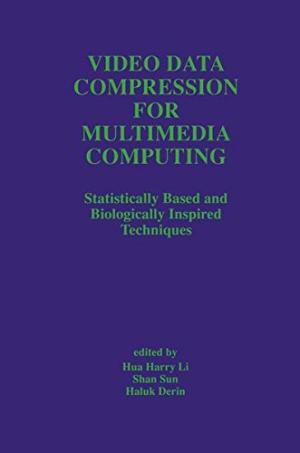 VIDEO DATA
COMPRESSION
FOR
MULTIMEDIA
COMPUTING
Statistically Based and
Biologically Inspired
Techniques
edited by
Hua Harry Li
Shan Sun
Haluk Derin